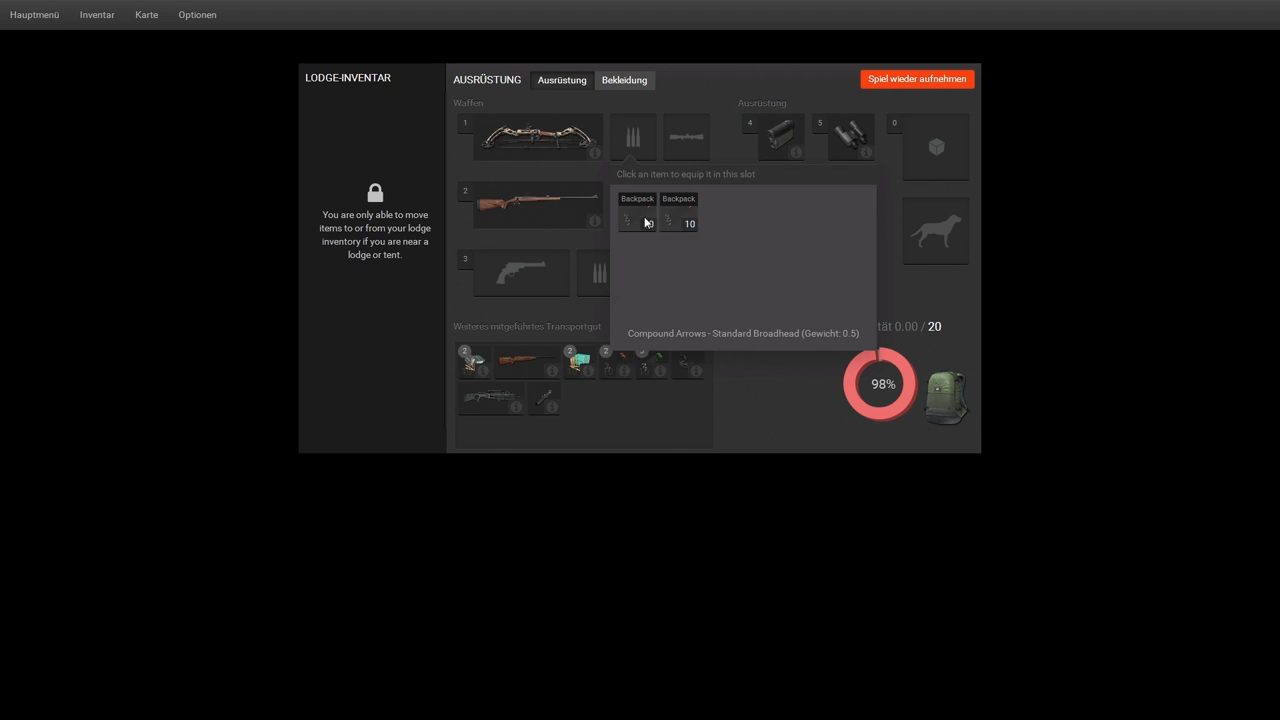 Hauptmenü Inventar Karte Optionen
LODGE-INVENTAR
AUSRÜSTUNG Ausrüstung Bekleidung Spiel wieder aufnehmen
Waffen Ausrüstung
1 4 5 0
Click an item to equip it in this slot
2 Backpack Backpack
10
You are only able to move
items to or from your lodge
inventory if you are near a
lodge or tent.
3
Weiteres mitgeführtes Transportgut tät 0.00 / 20
Compound Arrows - Standard Broadhead (Gewicht: 0.5)
2 2 2
98%